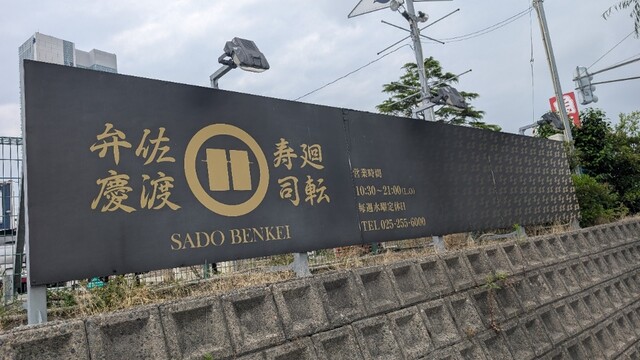 廻転
寿司
佐渡
弁慶
SADO BENKEI
営業時間
10:30～21:00(L.O.)
毎週水曜定休日
TEL 025-255-6000